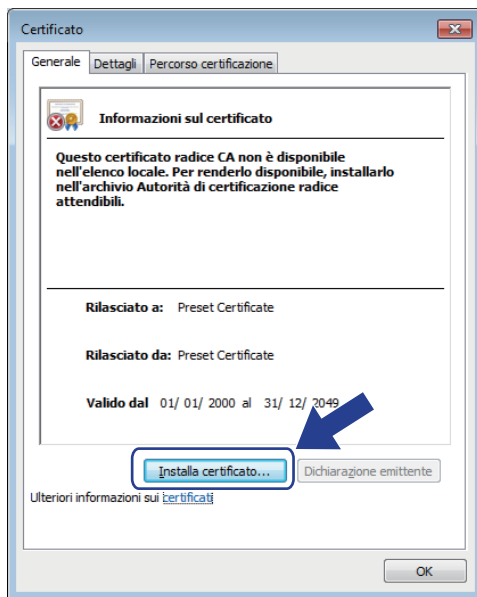 Certificato
Generale Dettagli Percorso certificazione
Informazioni sul certificato
Questo certificato radice CA non è disponibile
nell'elenco locale. Per renderlo disponibile, installarlo
nell'archivio Autorità di certificazione radice
attendibili.
Rilasciato a: Preset Certificate
Rilasciato da: Preset Certificate
Valido dal 01/ 01/ 2000 al 31/ 12/ 2049
Installa certificato... Dichiarazione emittente
Ulteriori informazioni sui certificati
OK